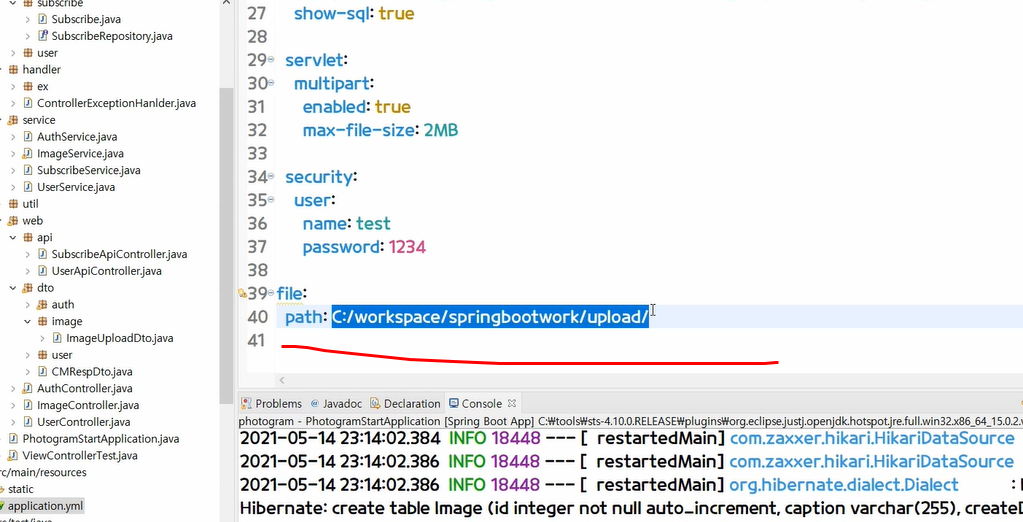 subscribe
Subscribe.java
SubscribeRepository.java
user
handler
ex
ControllerExceptionHanlder.java
service
AuthService.java
ImageService.java
SubscribeService.java
UserService.java
util
web
api
SubscribeApiController.java
UserApiController.java
dto
auth
image
ImageUploadDto.java
user
CMRespDto.java
AuthController.java
ImageController.java
UserController.java
PhotogramStartApplication.java
ViewControllerTest.java
rc/main/resources
static
application.yml
rc/test/java
27 show-sql: true
28
29 servlet:
30 multipart:
31 enabled: true
32 max-file-size: 2MB
33
34 security:
35 user:
36 name: test
37 password: 1234
38
39 file:
40 path: C:/workspace/springbootwork/upload/
41
Problems Javadoc Declaration Console
photogram - PhotogramStartApplication [Spring Boot App] C:₩tools₩sts-4.10.0.RELEASE₩plugins₩org.eclipse.justj.openjdk.hotspot.jre.full.win32.x86_64_15.0.2.v
2021-05-14 23:14:02.384 INFO 18448 --- [ restartedMain] com.zaxxer.hikari.HikariDataSource
2021-05-14 23:14:02.386 INFO 18448 --- [ restartedMain] com.zaxxer.hikari.HikariDataSource
2021-05-14 23:14:02.386 INFO 18448 --- [ restartedMain] org.hibernate.dialect.Dialect :
Hibernate: create table Image (id integer not null auto_increment, caption varchar(255), createD